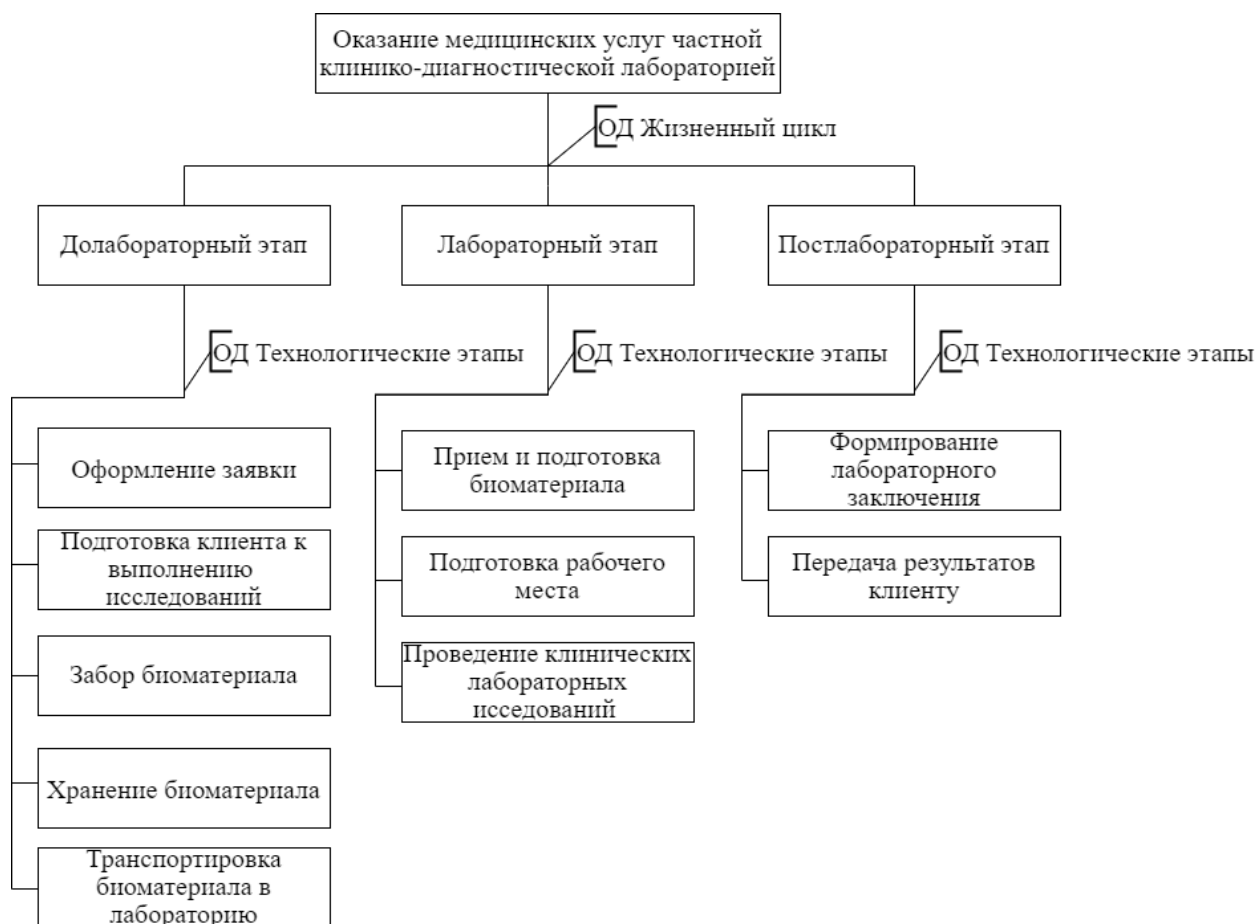 Оказание медицинских услуг частной
клинико-диагностической лабораторией
ОД Жизненный цикл
Долабораторный этап
Лабораторный этап
Постлабораторный этап
ОД Технологические этапы
ОД Технологические этапы
ОД Технологические этапы
Оформление заявки
Подготовка клиента к
выполнению
исследований
Забор биоматериала
Хранение биоматериала
Транспортировка
биоматериала в
лабораторию
Прием и подготовка
биоматериала
Подготовка рабочего
места
Проведение клинических
лабораторных
исседований
Формирование
лабораторного
заключения
Передача результатов
клиенту